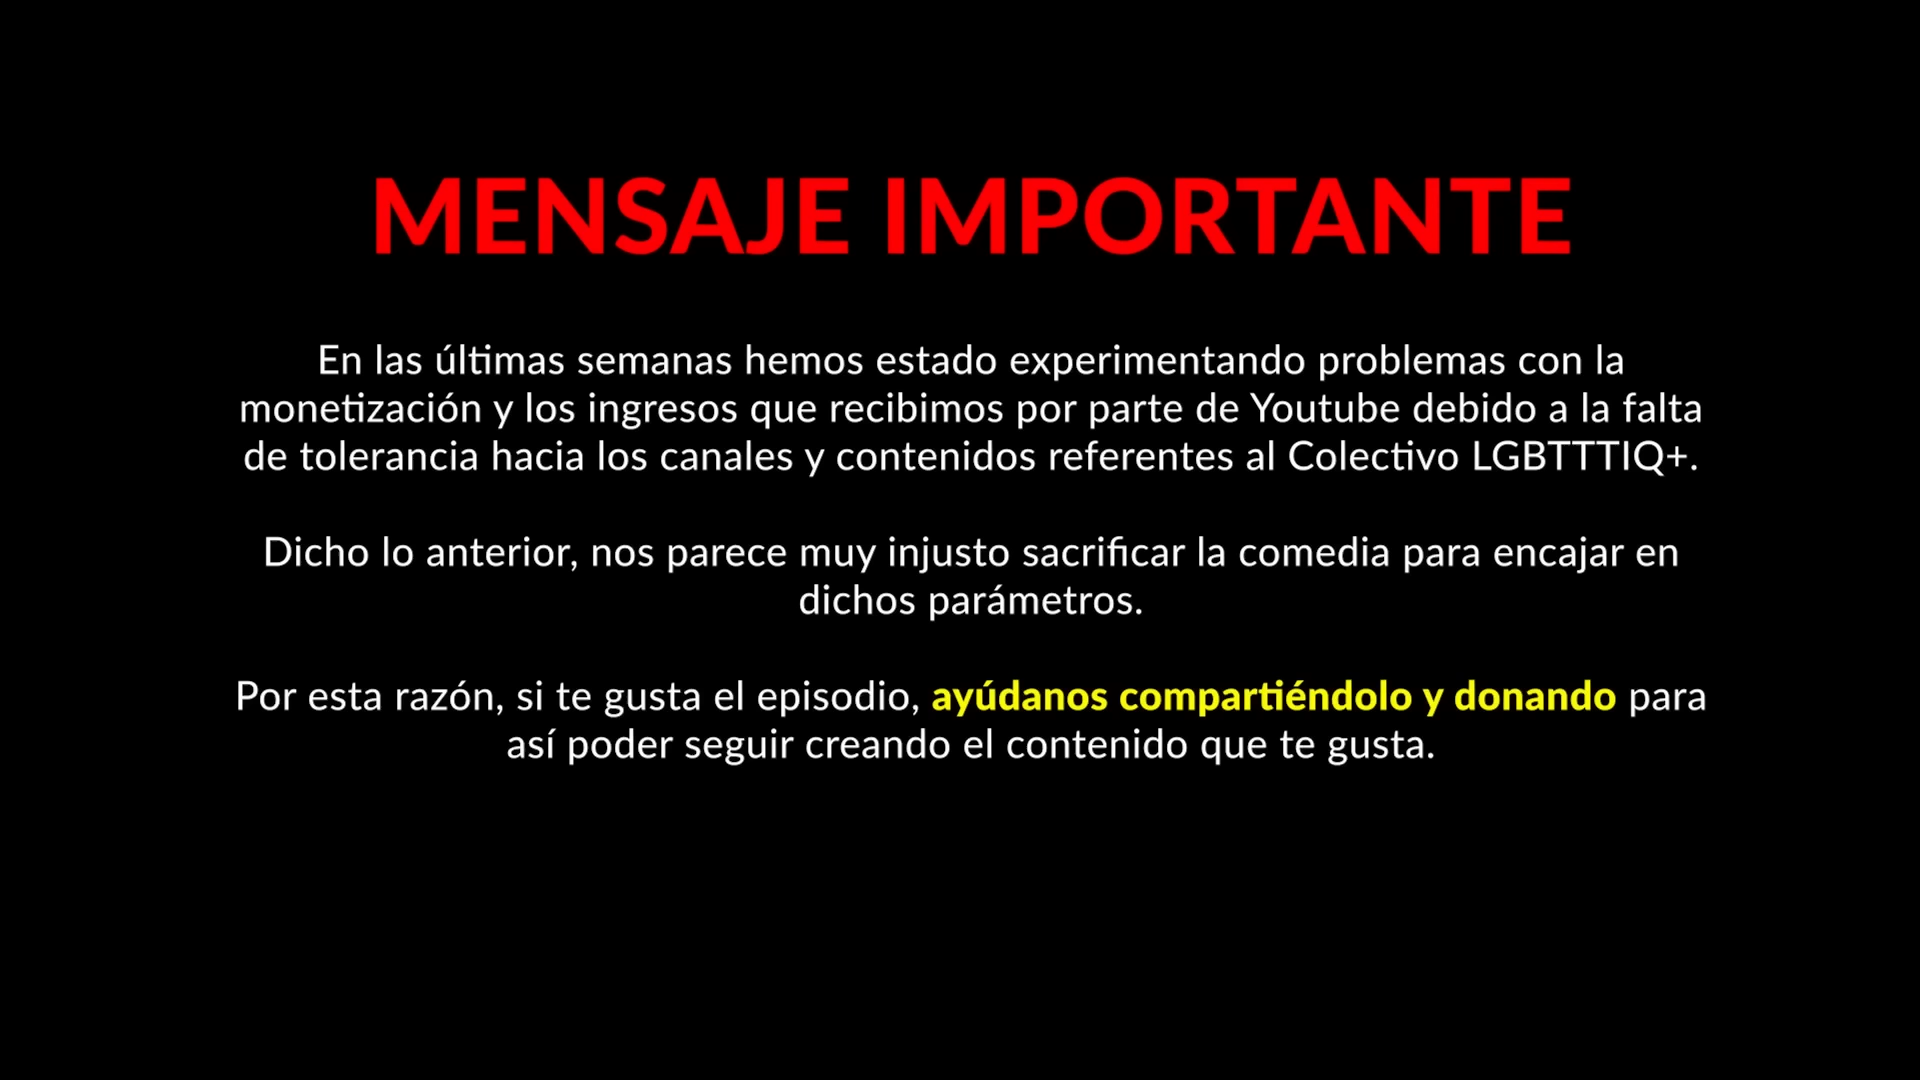 MENSAJE IMPORTANTE
En las últimas semanas hemos estado experimentando problemas con la
monetización y los ingresos que recibimos por parte de Youtube debido a la falta
de tolerancia hacia los canales y contenidos referentes al Colectivo LGBTTTIQ+.
Dicho lo anterior, nos parece muy injusto sacrificar la comedia para encajar en
dichos parámetros.
Por esta razón, si te gusta el episodio, ayúdanos compartiéndolo y donando para
así poder seguir creando el contenido que te gusta.